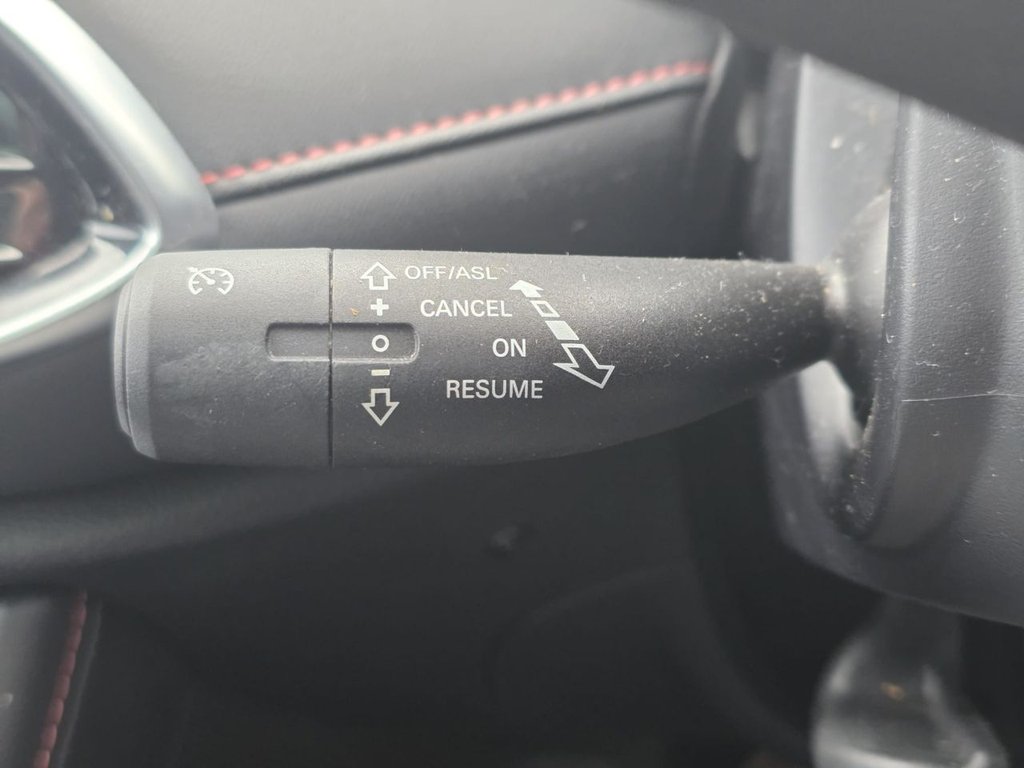 OFF/ASL
+ CANCEL
O ON
- RESUME